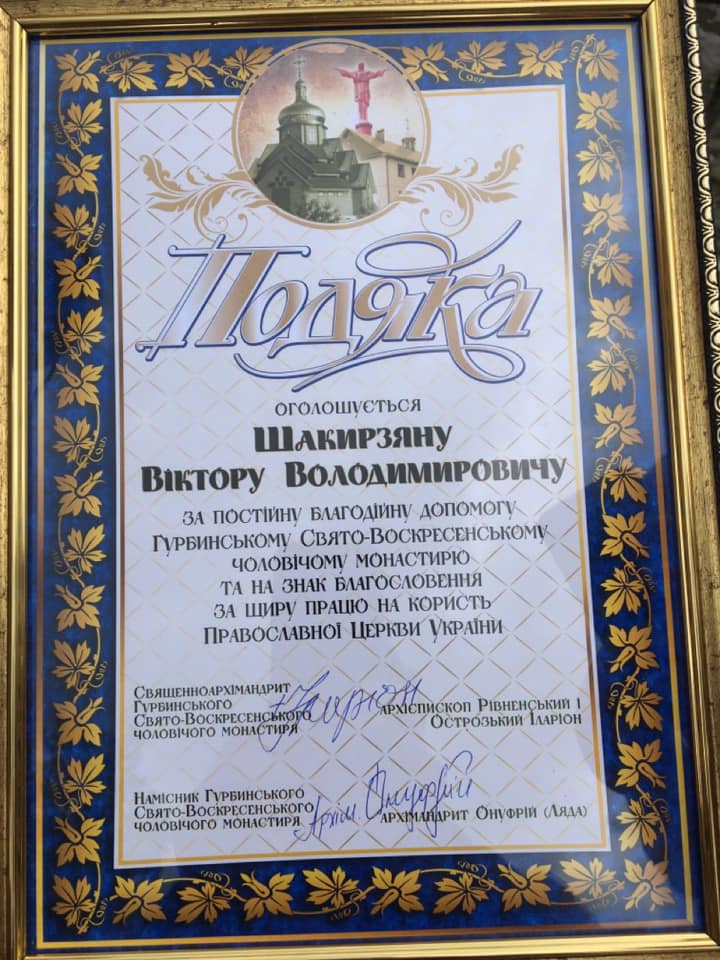 Подяка
оголошується
Шакирзяну
Віктору Володимировичу
за постійну благодійну допомогу
Гурбинському Свято-Воскресенському
чоловічому монастирю
та на знак благословення
за щиру працю на користь
Православної Церкви України
Священноархімандрит
Гурбинського
Свято-Воскресенського
чоловічого монастиря
Іларіон
архієпископ Рівненський і
Острозький Іларіон
Намісник Гурбинського
Свято-Воскресенського
чоловічого монастиря
Архім. Онуфрій
архімандрит Онуфрій (Ляда)